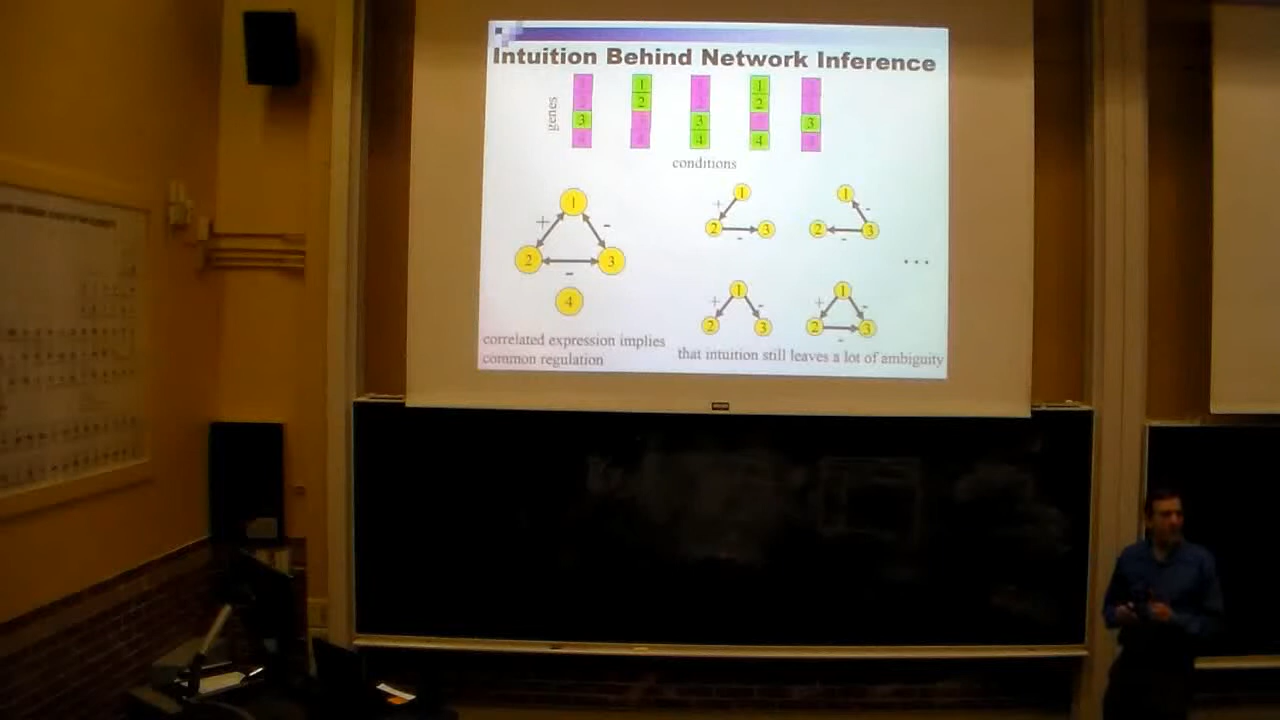 Intuition Behind Network Inference
genes
1 1
2 2
3 3 3
4 4
conditions
1 1 1
+ - +
2 3 2 3
- - -
2 3
-
4
...
1 1
+ - + -
2 3 2 3
-
correlated expression implies
common regulation
that intuition still leaves a lot of ambiguity